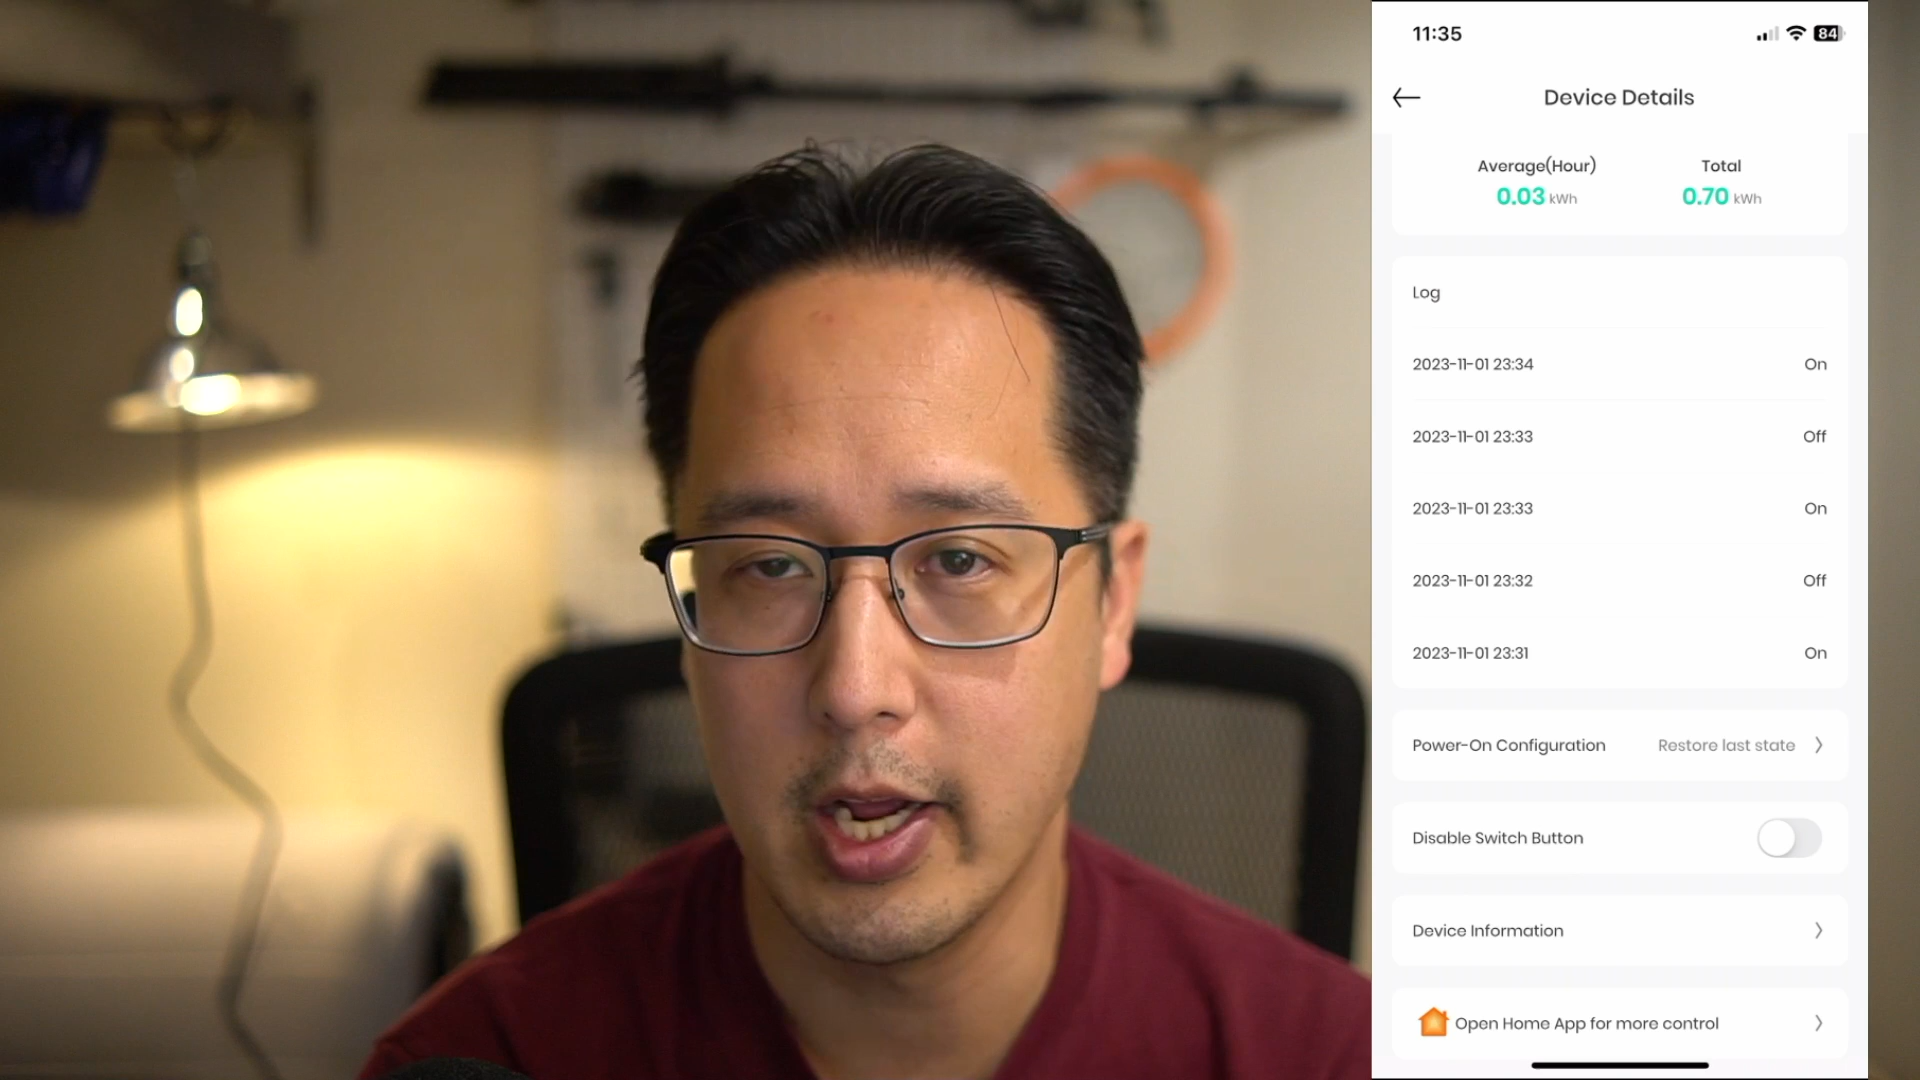 11:35
84
Device Details
Average(Hour) Total
0.03 kWh 0.70 kWh
Log
2023-11-01 23:34 On
2023-11-01 23:33 Off
2023-11-01 23:33 On
2023-11-01 23:32 Off
2023-11-01 23:31 On
Power-On Configuration Restore last state
Disable Switch Button
Device Information
Open Home App for more control